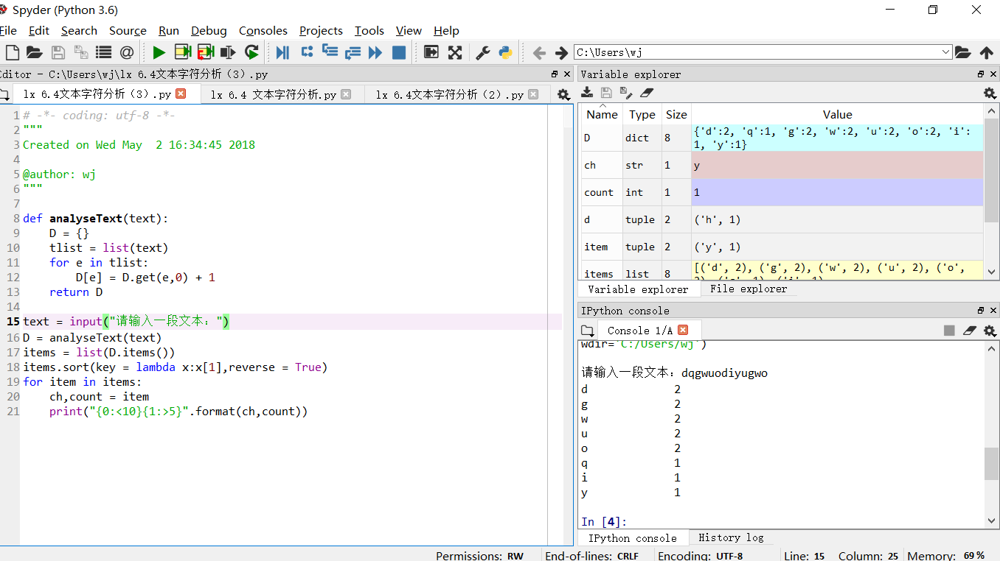 Spyder (Python 3.6)
File Edit Search Source Run Debug Consoles Projects Tools View Help
C:\Users\wj
Editor - C:\Users\wj\lx 6.4文本字符分析（3）.py
lx 6.4文本字符分析（3）.py lx 6.4 文本字符分析.py lx 6.4文本字符分析（2）.py
1 # -*- coding: utf-8 -*-
2 """
3 Created on Wed May  2 16:34:45 2018
4
5 @author: wj
6 """
7
8 def analyseText(text):
9     D = {}
10     tlist = list(text)
11     for e in tlist:
12         D[e] = D.get(e,0) + 1
13     return D
14
15 text = input("请输入一段文本：")
16 D = analyseText(text)
17 items = list(D.items())
18 items.sort(key = lambda x:x[1],reverse = True)
19 for item in items:
20     ch,count = item
21     print("{0:<10}{1:>5}".format(ch,count))
Variable explorer
Name Type Size Value
D dict 8 {'d':2, 'q':1, 'g':2, 'w':2, 'u':2, 'o':2, 'i':
1, 'y':1}
ch str 1 y
count int 1 1
d tuple 2 ('h', 1)
item tuple 2 ('y', 1)
items list 8 [('d', 2), ('g', 2), ('w', 2), ('u', 2), ('o',
Variable explorer File explorer
IPython console
Console 1/A
wdir='C:/Users/wj')
请输入一段文本：dqgwuodiyugwo
d 2
g 2
w 2
u 2
o 2
q 1
i 1
y 1
In [4]:
IPython console History log
Permissions: RW End-of-lines: CRLF Encoding: UTF-8 Line: 15 Column: 25 Memory: 69 %